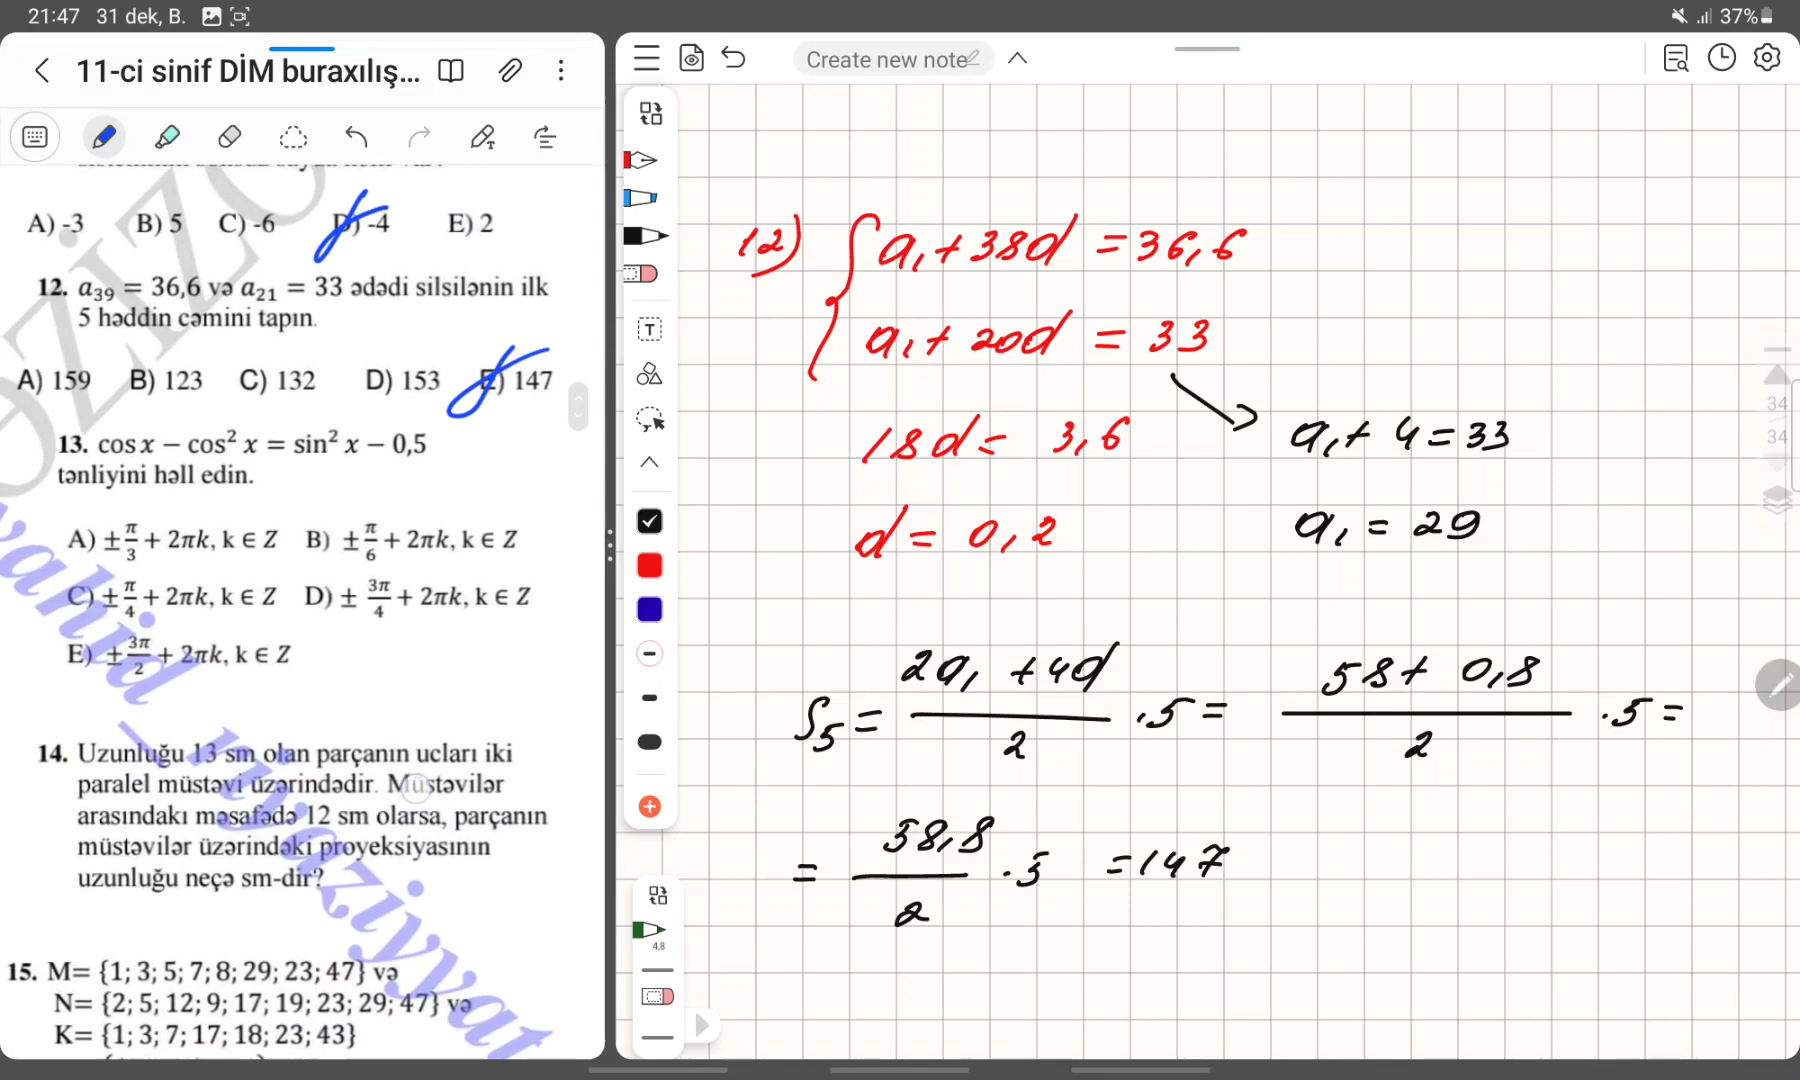 21:47 31 dek, B. 37%
11-ci sinif DİM buraxılış...
Create new note
A) -3 B) 5 C) -6 D) -4 E) 2
12. a₃₉ = 36,6 və a₂₁ = 33 ədədi silsilənin ilk
5 həddin cəmini tapın.
A) 159 B) 123 C) 132 D) 153 E) 147
13. cos x − cos² x = sin² x − 0,5
tənliyini həll edin.
A) ±π/3 + 2πk, k ∈ Z B) ±π/6 + 2πk, k ∈ Z
C) ±π/4 + 2πk, k ∈ Z D) ± 3π/4 + 2πk, k ∈ Z
E) ±3π/2 + 2πk, k ∈ Z
14. Uzunluğu 13 sm olan parçanın ucları iki
paralel müstəvi üzərindədir. Müstəvilər
arasındakı məsafədə 12 sm olarsa, parçanın
müstəvilər üzərindəki proyeksiyasının
uzunluğu neçə sm-dir?
15. M= {1; 3; 5; 7; 8; 29; 23; 47} və
N= {2; 5; 12; 9; 17; 19; 23; 29; 47} və
K= {1; 3; 7; 17; 18; 23; 43}
T
4,8
12) { a₁ + 38d = 36,6
a₁ + 20d = 33
18d = 3,6
d = 0,2
a₁ + 4 = 33
a₁ = 29
S₅ = (2a₁ + 4d)/2 · 5 = (58 + 0,8)/2 · 5 =
= 58,8/2 · 5 = 147
34
34